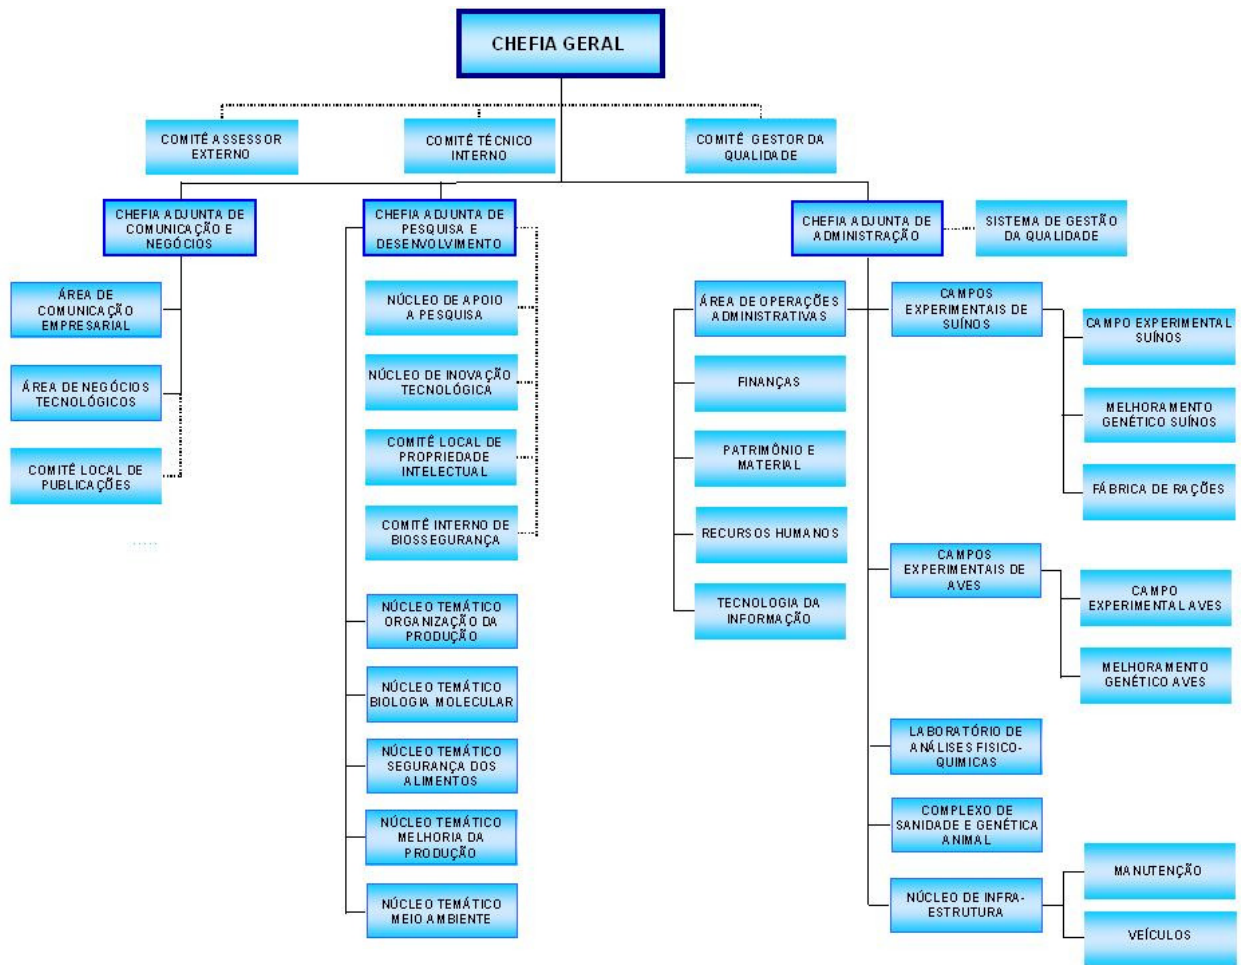 CHEFIA GERAL
COMITÊ ASSESSOR
EXTERNO
COMITÊ TÉCNICO
INTERNO
COMITÊ GESTOR DA
QUALIDADE
CHEFIA ADJUNTA DE
COMUNICAÇÃO E
NEGÓCIOS
CHEFIA ADJUNTA DE
PESQUISA E
DESENVOLVIMENTO
CHEFIA ADJUNTA DE
ADMINISTRAÇÃO
SISTEMA DE GESTÃO
DA QUALIDADE
ÁREA DE
COMUNICAÇÃO
EMPRESARIAL
ÁREA DE NEGÓCIOS
TECNOLÓGICOS
COMITÊ LOCAL DE
PUBLICAÇÕES
NÚCLEO DE APOIO
A PESQUISA
NÚCLEO DE INOVAÇÃO
TECNOLÓGICA
COMITÊ LOCAL DE
PROPRIEDADE
INTELECTUAL
COMITÊ INTERNO DE
BIOSSEGURANÇA
NÚCLEO TEMÁTICO
ORGANIZAÇÃO DA
PRODUÇÃO
NÚCLEO TEMÁTICO
BIOLOGIA MOLECULAR
NÚCLEO TEMÁTICO
SEGURANÇA DOS
ALIMENTOS
NÚCLEO TEMÁTICO
MELHORIA DA
PRODUÇÃO
NÚCLEO TEMÁTICO
MEIO AMBIENTE
ÁREA DE OPERAÇÕES
ADMINISTRATIVAS
FINANÇAS
PATRIMÔNIO E
MATERIAL
RECURSOS HUMANOS
TECNOLOGIA DA
INFORMAÇÃO
CAMPOS
EXPERIMENTAIS DE
SUÍNOS
CAMPO EXPERIMENTAL
SUÍNOS
MELHORAMENTO
GENÉTICO SUÍNOS
FÁBRICA DE RAÇÕES
CAMPOS
EXPERIMENTAIS DE
AVES
CAMPO
EXPERIMENTAL AVES
MELHORAMENTO
GENÉTICO AVES
LABORATÓRIO DE
ANÁLISES FISICO-
QUIMICAS
COMPLEXO DE
SANIDADE E GENÉTICA
ANIMAL
NÚCLEO DE INFRA-
ESTRUTURA
MANUTENÇÃO
VEÍCULOS